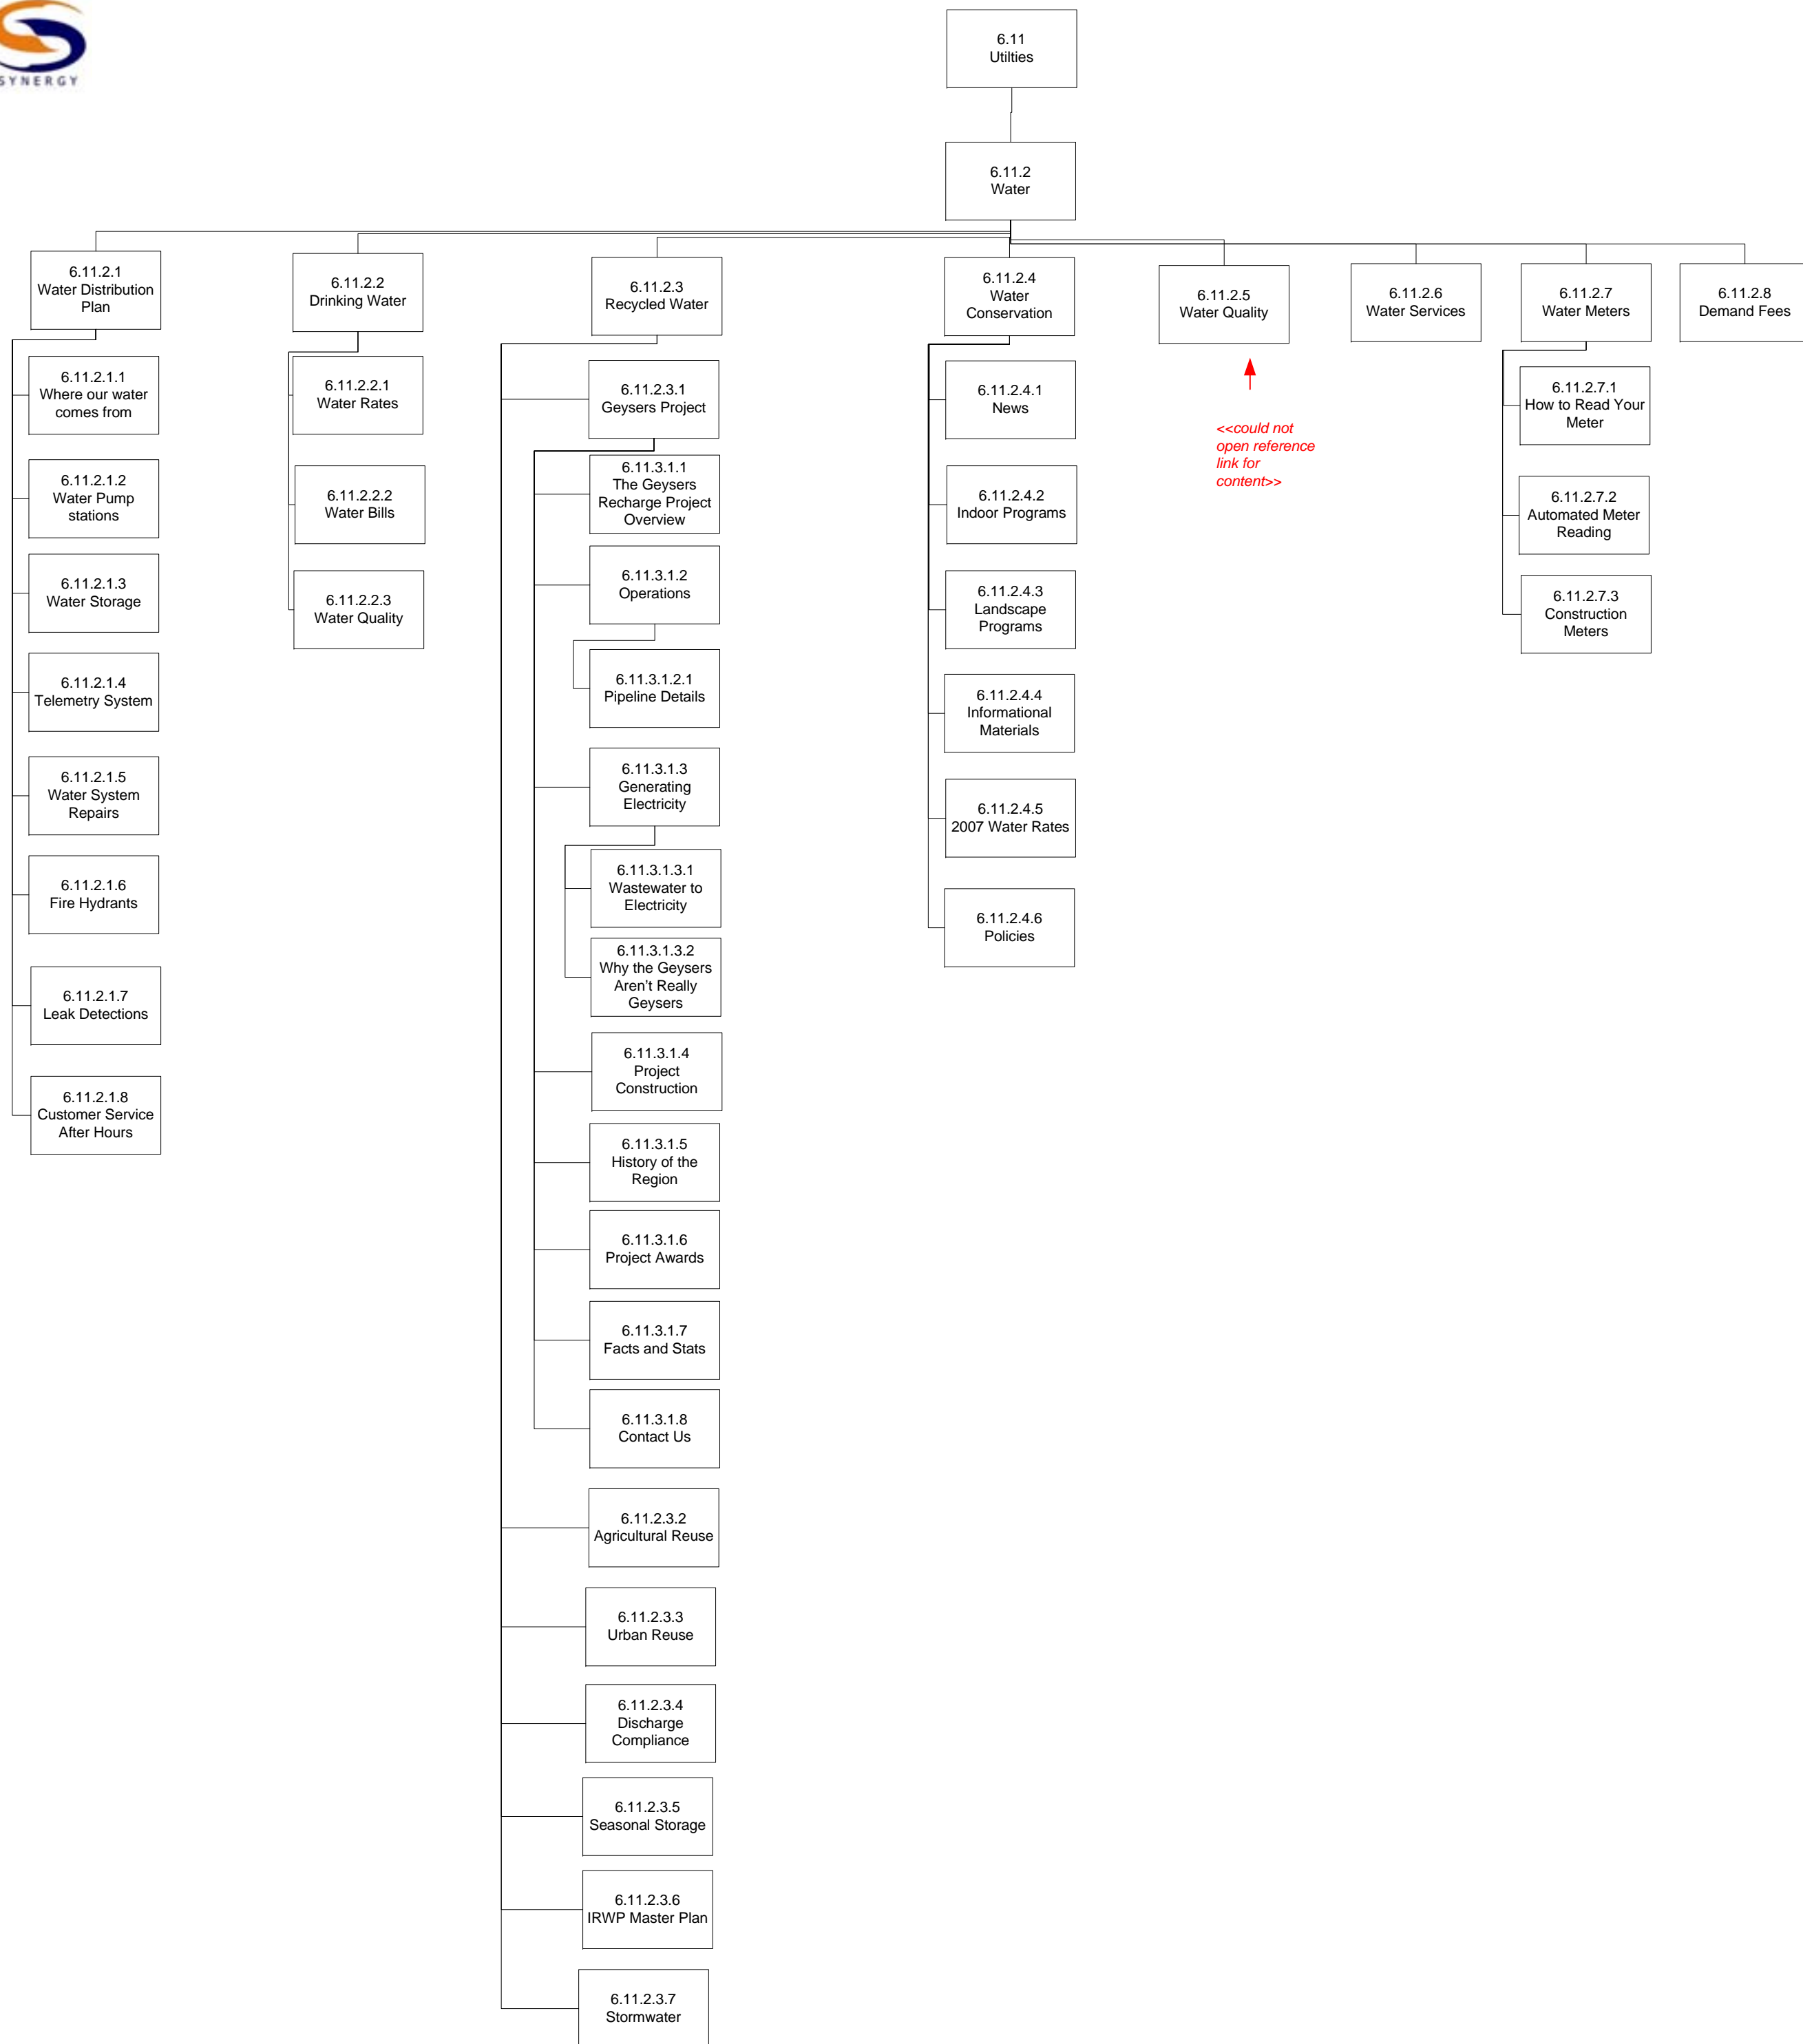 SYNERGY
6.11
Utilties
6.11.2
Water
6.11.2.1
Water Distribution
Plan
6.11.2.2
Drinking Water
6.11.2.3
Recycled Water
6.11.2.4
Water
Conservation
6.11.2.5
Water Quality
6.11.2.6
Water Services
6.11.2.7
Water Meters
6.11.2.8
Demand Fees
6.11.2.1.1
Where our water
comes from
6.11.2.1.2
Water Pump
stations
6.11.2.1.3
Water Storage
6.11.2.1.4
Telemetry System
6.11.2.1.5
Water System
Repairs
6.11.2.1.6
Fire Hydrants
6.11.2.1.7
Leak Detections
6.11.2.1.8
Customer Service
After Hours
6.11.2.2.1
Water Rates
6.11.2.2.2
Water Bills
6.11.2.2.3
Water Quality
6.11.2.3.1
Geysers Project
6.11.3.1.1
The Geysers
Recharge Project
Overview
6.11.3.1.2
Operations
6.11.3.1.2.1
Pipeline Details
6.11.3.1.3
Generating
Electricity
6.11.3.1.3.1
Wastewater to
Electricity
6.11.3.1.3.2
Why the Geysers
Aren’t Really
Geysers
6.11.3.1.4
Project
Construction
6.11.3.1.5
History of the
Region
6.11.3.1.6
Project Awards
6.11.3.1.7
Facts and Stats
6.11.3.1.8
Contact Us
6.11.2.3.2
Agricultural Reuse
6.11.2.3.3
Urban Reuse
6.11.2.3.4
Discharge
Compliance
6.11.2.3.5
Seasonal Storage
6.11.2.3.6
IRWP Master Plan
6.11.2.3.7
Stormwater
6.11.2.4.1
News
6.11.2.4.2
Indoor Programs
6.11.2.4.3
Landscape
Programs
6.11.2.4.4
Informational
Materials
6.11.2.4.5
2007 Water Rates
6.11.2.4.6
Policies
<<could not
open reference
link for
content>>
6.11.2.7.1
How to Read Your
Meter
6.11.2.7.2
Automated Meter
Reading
6.11.2.7.3
Construction
Meters